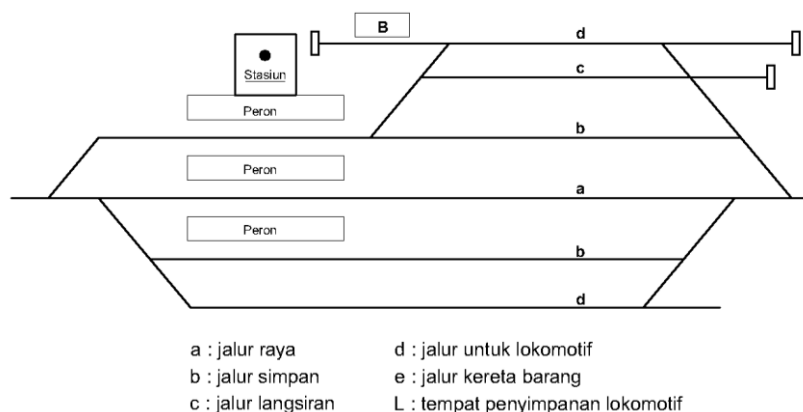 B
d
Stasiun
c
Peron
b
Peron
a
Peron
b
d
a : jalur raya
d : jalur untuk lokomotif
b : jalur simpan
e : jalur kereta barang
c : jalur langsiran
L : tempat penyimpanan lokomotif